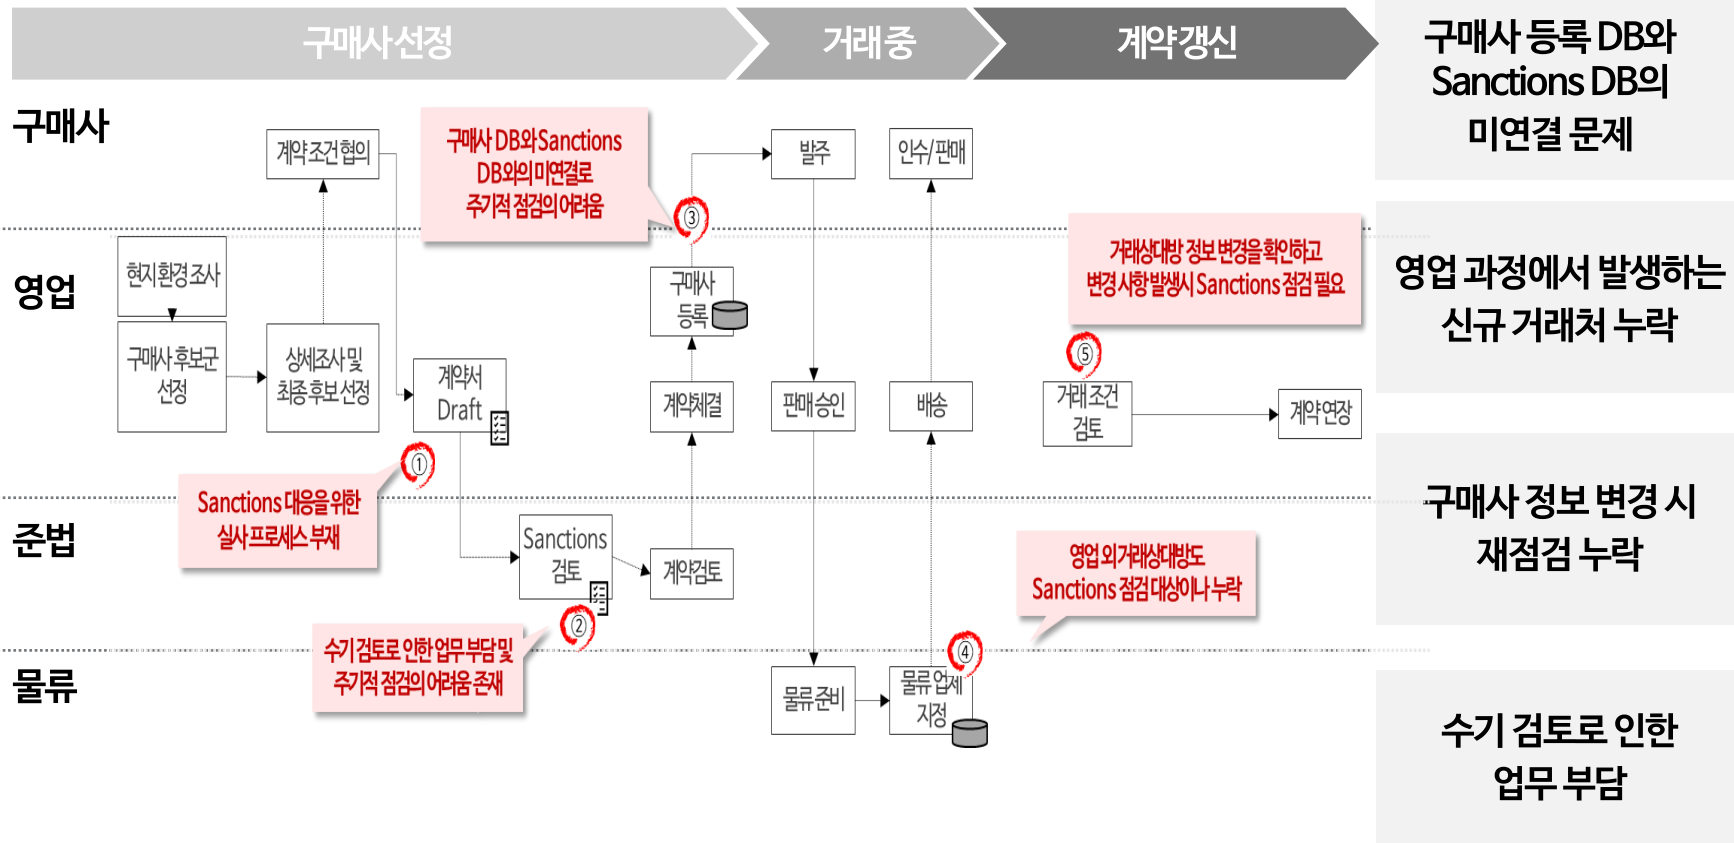 구매사 선정
거래 중
계약 갱신
구매사 등록 DB와
Sanctions DB의
미연결 문제
구매사
계약 조건 협의
구매사 DB와 Sanctions
DB와의 미연결로
주기적 점검의 어려움
③
발주
인수/판매
영업
현지 환경 조사
구매사 후보군
선정
상세조사 및
최종 후보 선정
계약서
Draft
①
구매사
등록
계약체결
판매 승인
배송
거래상대방 정보 변경을 확인하고
변경 사항 발생시 Sanctions 점검 필요
⑤
거래 조건
검토
계약 연장
영업 과정에서 발생하는
신규 거래처 누락
준법
Sanctions 대응을 위한
실사 프로세스 부재
Sanctions
검토
②
계약검토
영업 외 거래상대방도
Sanctions 점검 대상이나 누락
구매사 정보 변경 시
재점검 누락
물류
수기 검토로 인한 업무 부담 및
주기적 점검의 어려움 존재
물류 준비
물류 업체
지정
④
수기 검토로 인한
업무 부담